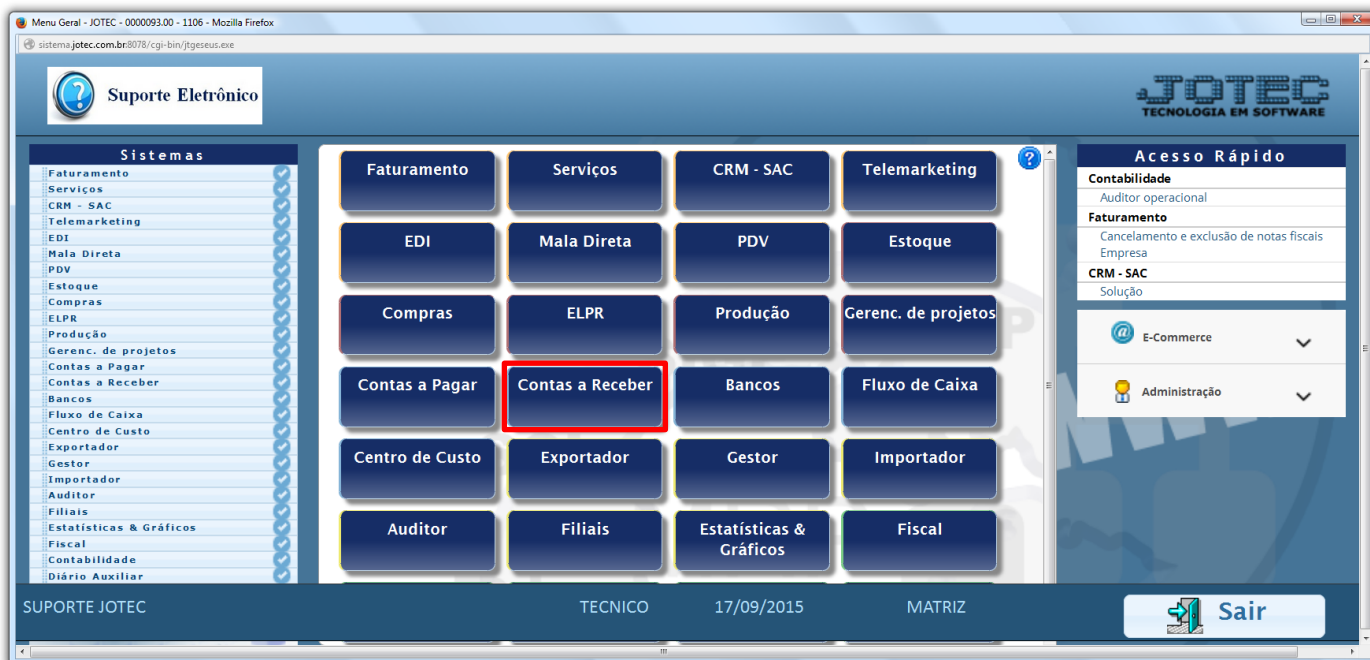 Menu Geral - JOTEC - 0000093.00 - 1106 - Mozilla Firefox
sistema.jotec.com.br:8078/cgi-bin/jtgeseus.exe
Suporte Eletrônico
JOTEC
TECNOLOGIA EM SOFTWARE
Sistemas
Faturamento
Serviços
CRM - SAC
Telemarketing
EDI
Mala Direta
PDV
Estoque
Compras
ELPR
Produção
Gerenc. de projetos
Contas a Pagar
Contas a Receber
Bancos
Fluxo de Caixa
Centro de Custo
Exportador
Gestor
Importador
Auditor
Filiais
Estatísticas & Gráficos
Fiscal
Contabilidade
Diário Auxiliar
Faturamento
Serviços
CRM - SAC
Telemarketing
EDI
Mala Direta
PDV
Estoque
Compras
ELPR
Produção
Gerenc. de projetos
Contas a Pagar
Contas a Receber
Bancos
Fluxo de Caixa
Centro de Custo
Exportador
Gestor
Importador
Auditor
Filiais
Estatísticas &
Gráficos
Fiscal
Acesso Rápido
Contabilidade
Auditor operacional
Faturamento
Cancelamento e exclusão de notas fiscais
Empresa
CRM - SAC
Solução
E-Commerce
Administração
SUPORTE JOTEC
TECNICO
17/09/2015
MATRIZ
Sair